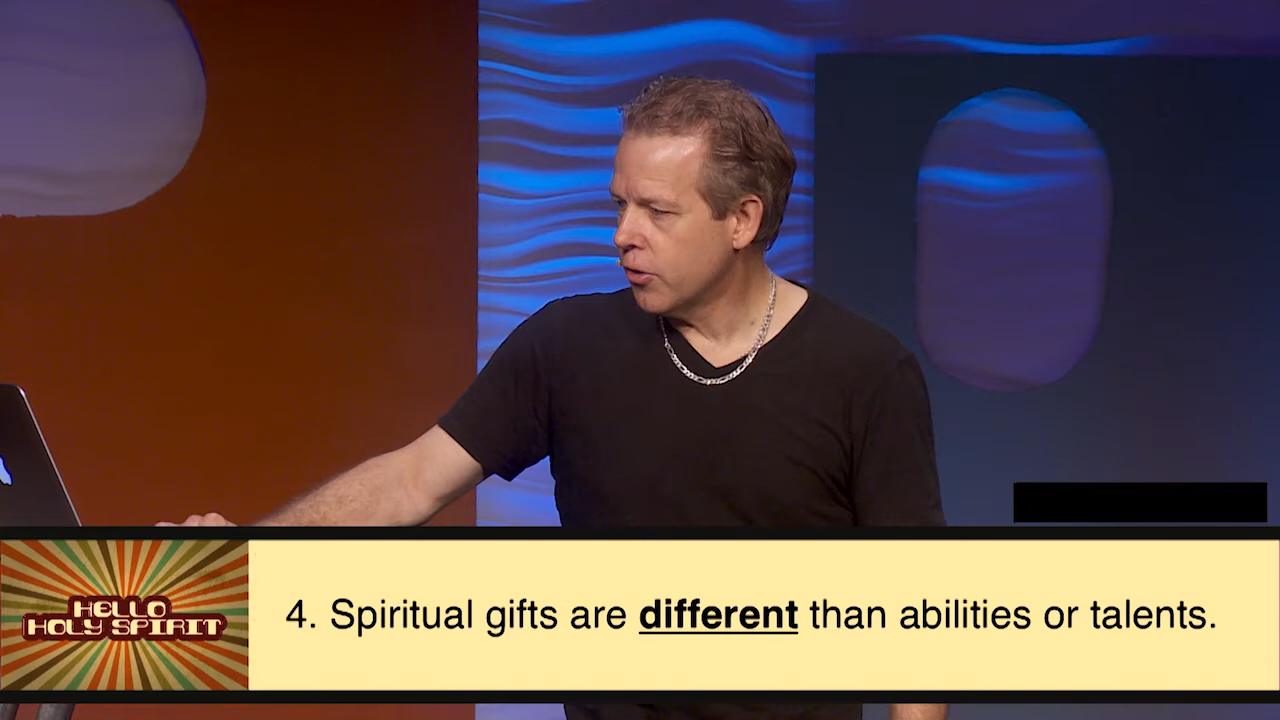 HELLO
HOLY SPIRIT
4. Spiritual gifts are different than abilities or talents.